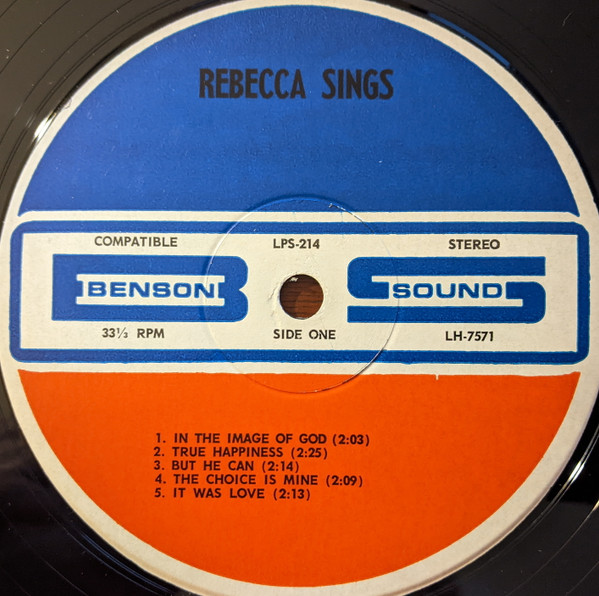 REBECCA SINGS
COMPATIBLE LPS-214 STEREO
BENSON SOUND
33⅓ RPM SIDE ONE LH-7571
1. IN THE IMAGE OF GOD (2:03)
2. TRUE HAPPINESS (2:25)
3. BUT HE CAN (2:14)
4. THE CHOICE IS MINE (2:09)
5. IT WAS LOVE (2:13)